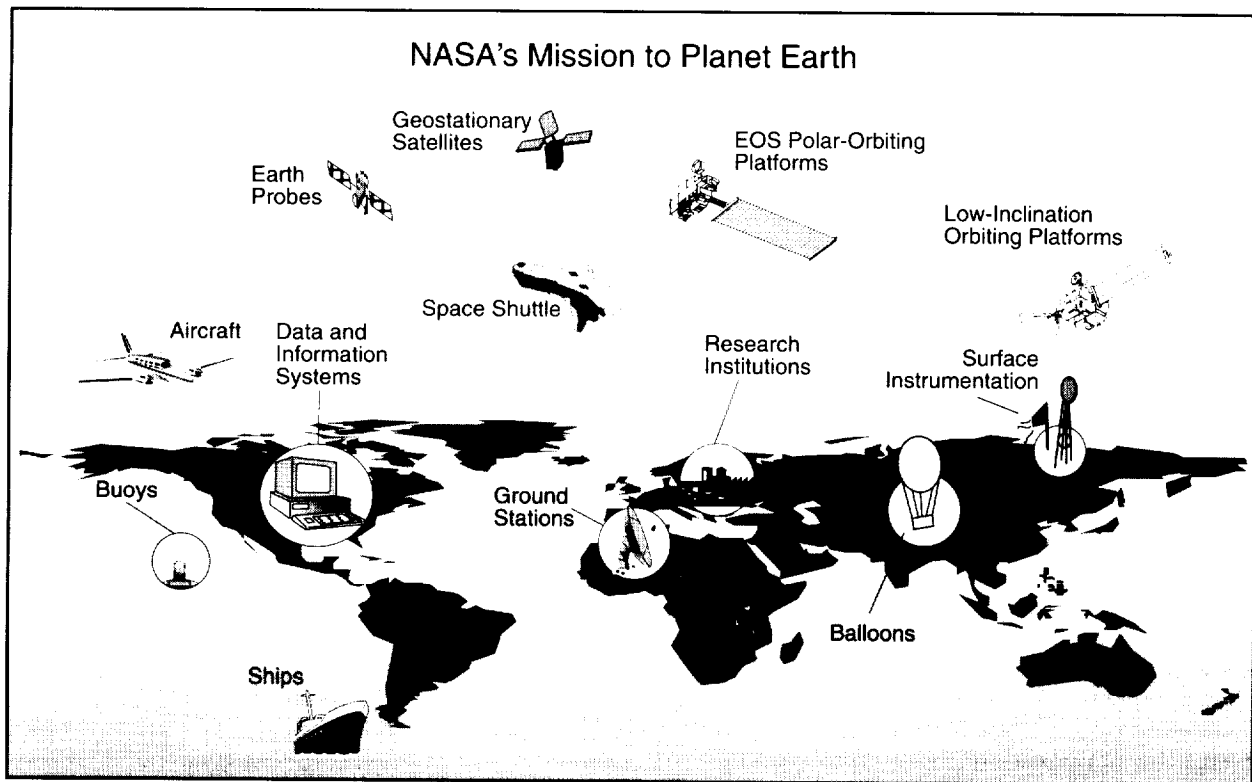 NASA's Mission to Planet Earth
Geostationary
Satellites
EOS Polar-Orbiting
Platforms
Earth
Probes
Low-Inclination
Orbiting Platforms
Space Shuttle
Aircraft
Data and
Information
Systems
Research
Institutions
Surface
Instrumentation
Buoys
Ground
Stations
Balloons
Ships